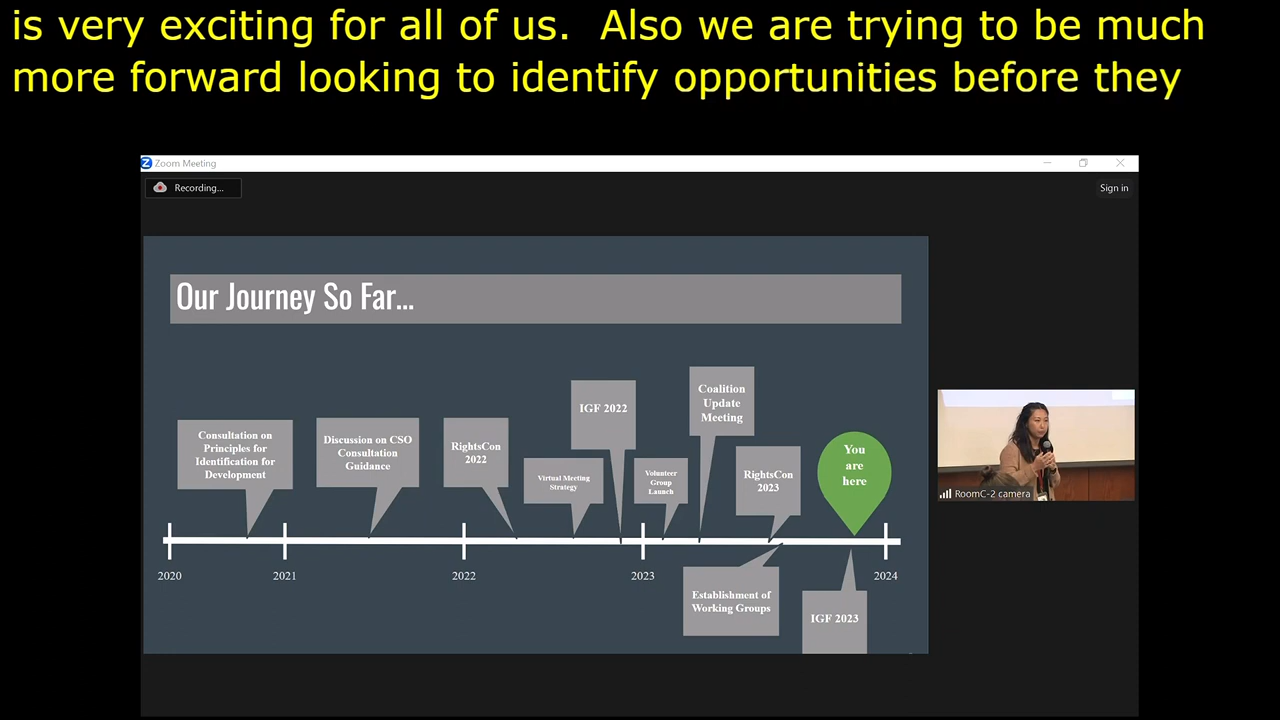 is very exciting for all of us.  Also we are trying to be much
more forward looking to identify opportunities before they
Zoom Meeting
Recording...
Sign in
Our Journey So Far...
Consultation on
Principles for
Identification for
Development
Discussion on CSO
Consultation
Guidance
RightsCon
2022
Virtual Meeting
Strategy
IGF 2022
Volunteer
Group
Launch
Coalition
Update
Meeting
RightsCon
2023
You
are
here
2020
2021
2022
2023
2024
Establishment of
Working Groups
IGF 2023
RoomC-2 camera